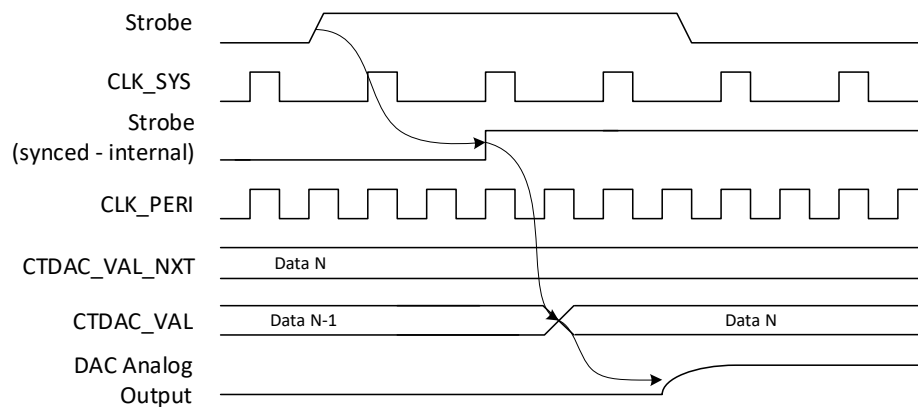 Strobe
CLK_SYS
Strobe
(synced - internal)
CLK_PERI
CTDAC_VAL_NXT
Data N
CTDAC_VAL
Data N-1
Data N
DAC Analog
Output